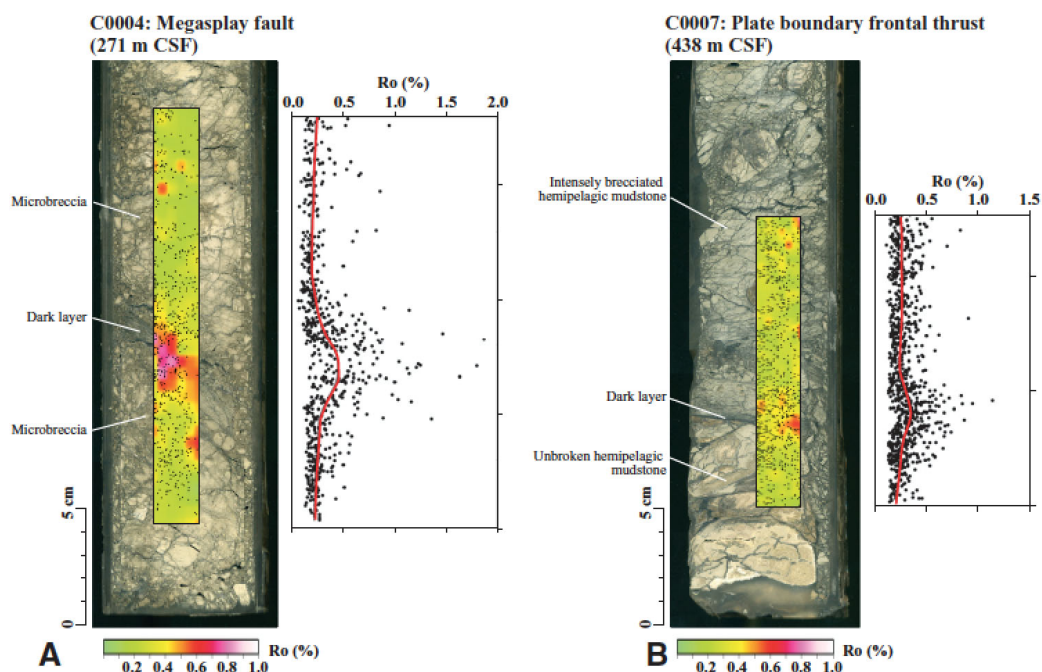 C0004: Megasplay fault
(271 m CSF)
Ro (%)
0.0 0.5 1.0 1.5 2.0
Microbreccia
Dark layer
Microbreccia
5 cm
0
A
Ro (%)
0.2 0.4 0.6 0.8 1.0
C0007: Plate boundary frontal thrust
(438 m CSF)
Intensely brecciated
hemipelagic mudstone
Ro (%)
0.0 0.5 1.0 1.5
Dark layer
Unbroken hemipelagic
mudstone
5 cm
0
B
Ro (%)
0.2 0.4 0.6 0.8 1.0